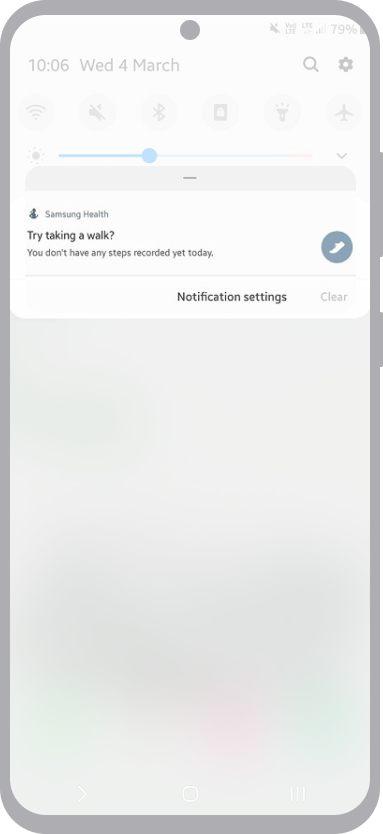 Vo)) LTE LTE 79%
10:06 Wed 4 March
Samsung Health
Try taking a walk?
You don't have any steps recorded yet today.
Notification settings Clear